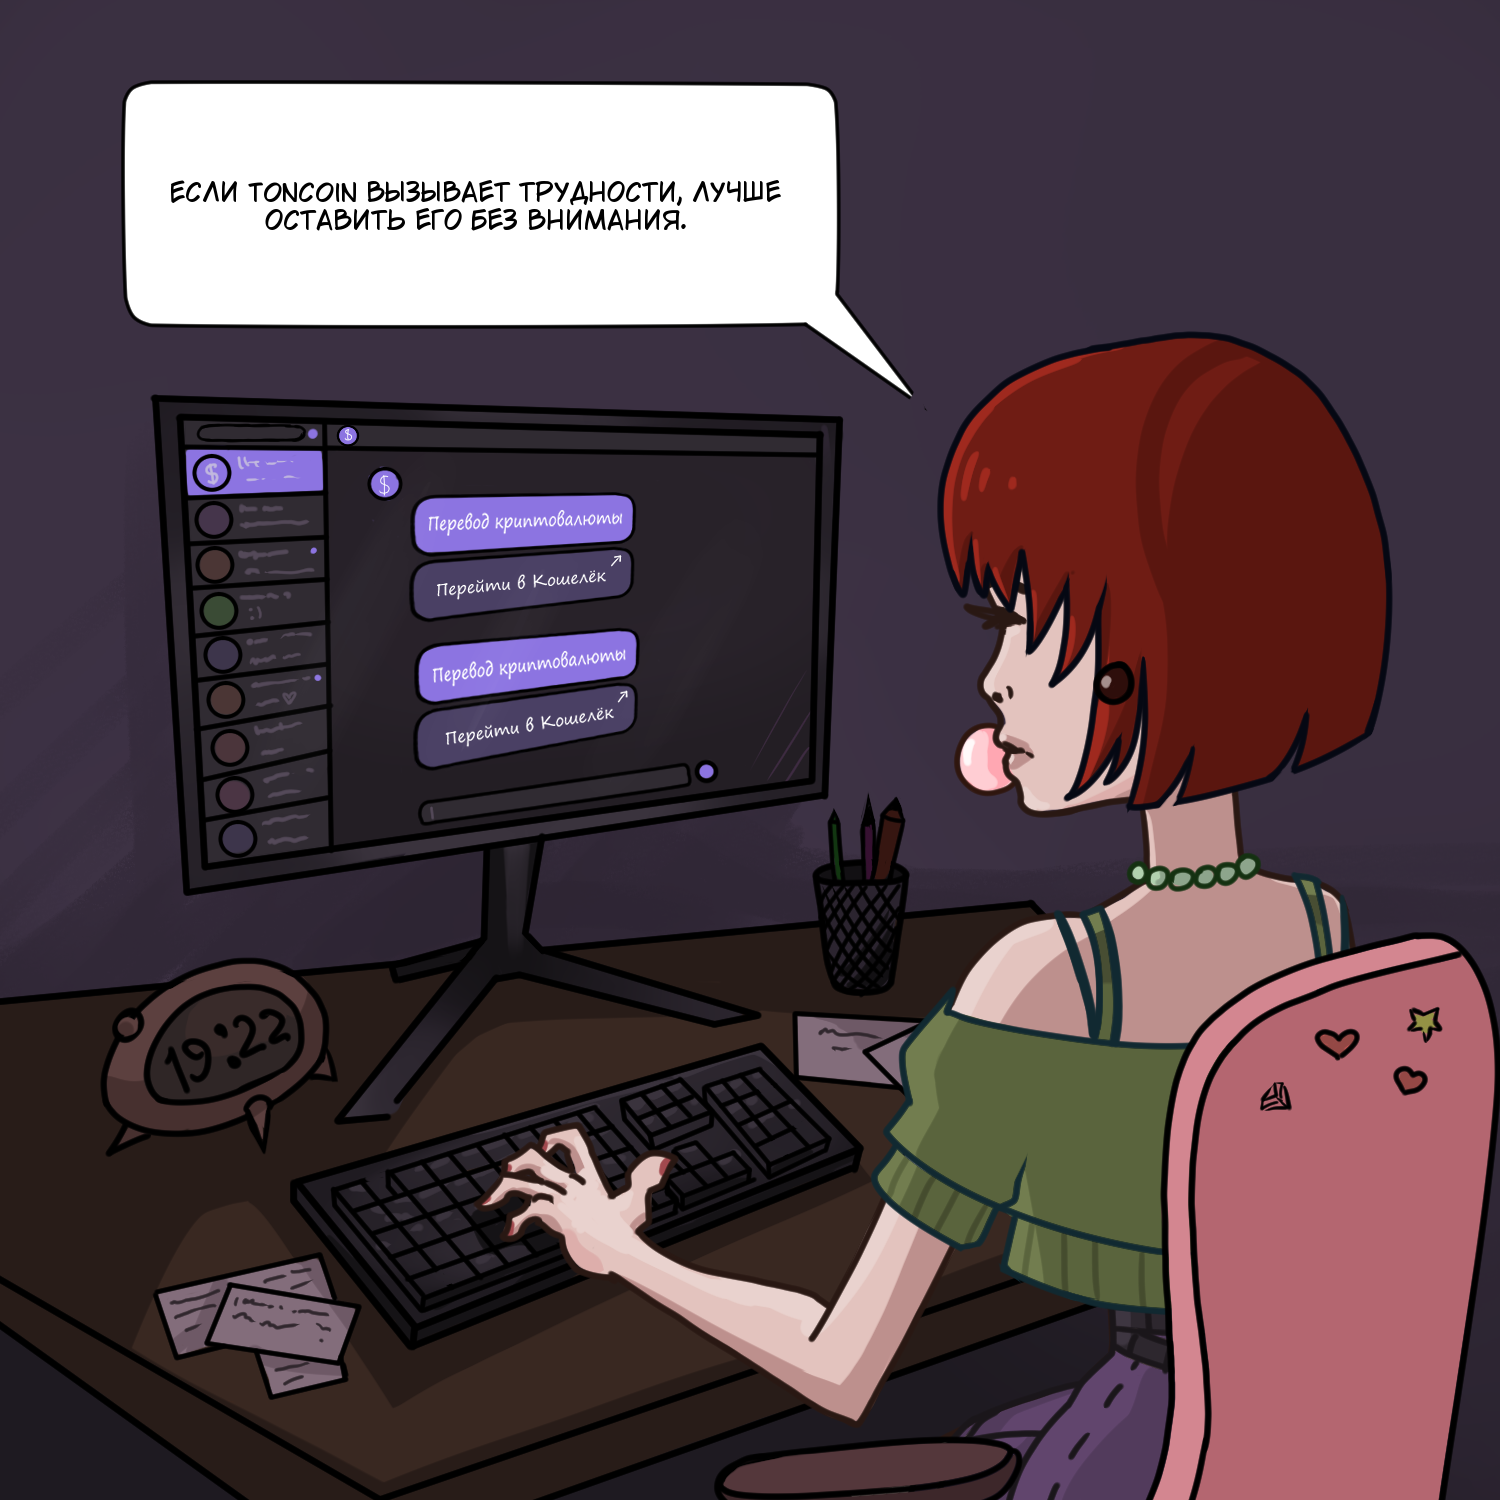 ЕСЛИ TONCOIN ВЫЗЫВАЕТ ТРУДНОСТИ, ЛУЧШЕ
ОСТАВИТЬ ЕГО БЕЗ ВНИМАНИЯ.
$
$
$
Перевод криптовалюты
Перейти в Кошелёк
:)
Перевод криптовалюты
Перейти в Кошелёк
19:22